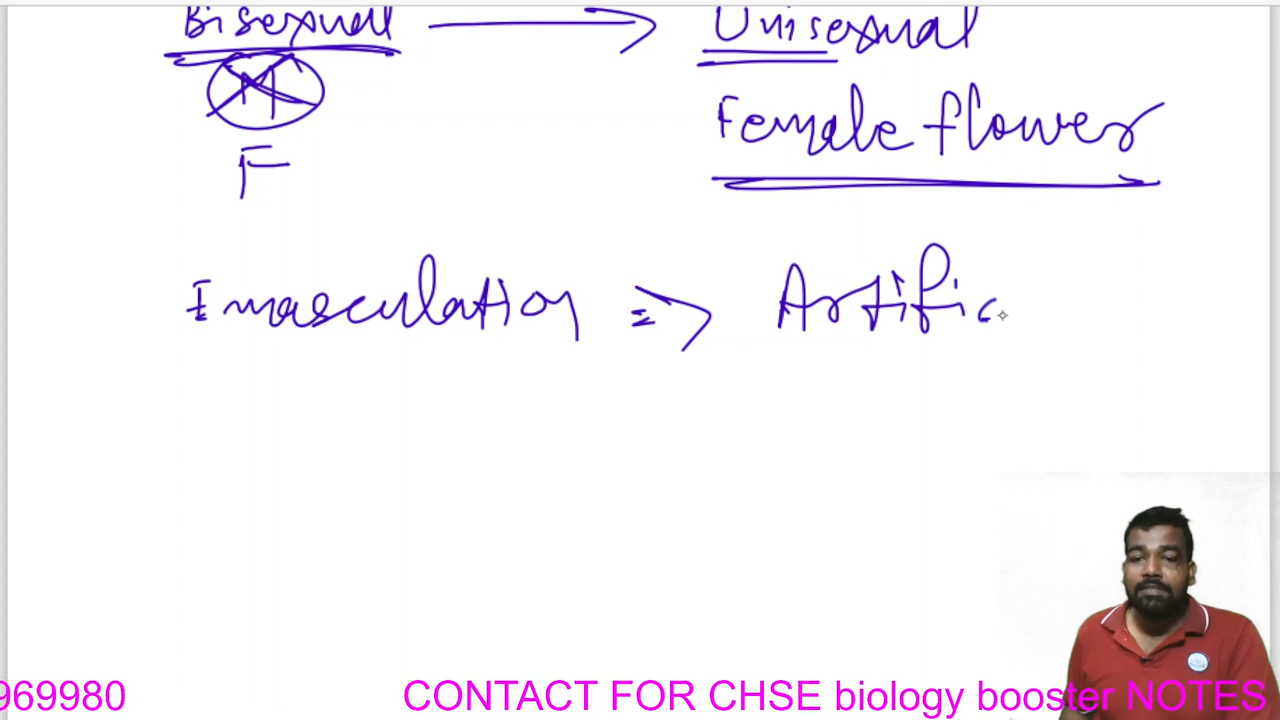 Bisexual → Unisexual
M
Female flower
F
Emasculation => Artific
969980 CONTACT FOR CHSE biology booster NOTES